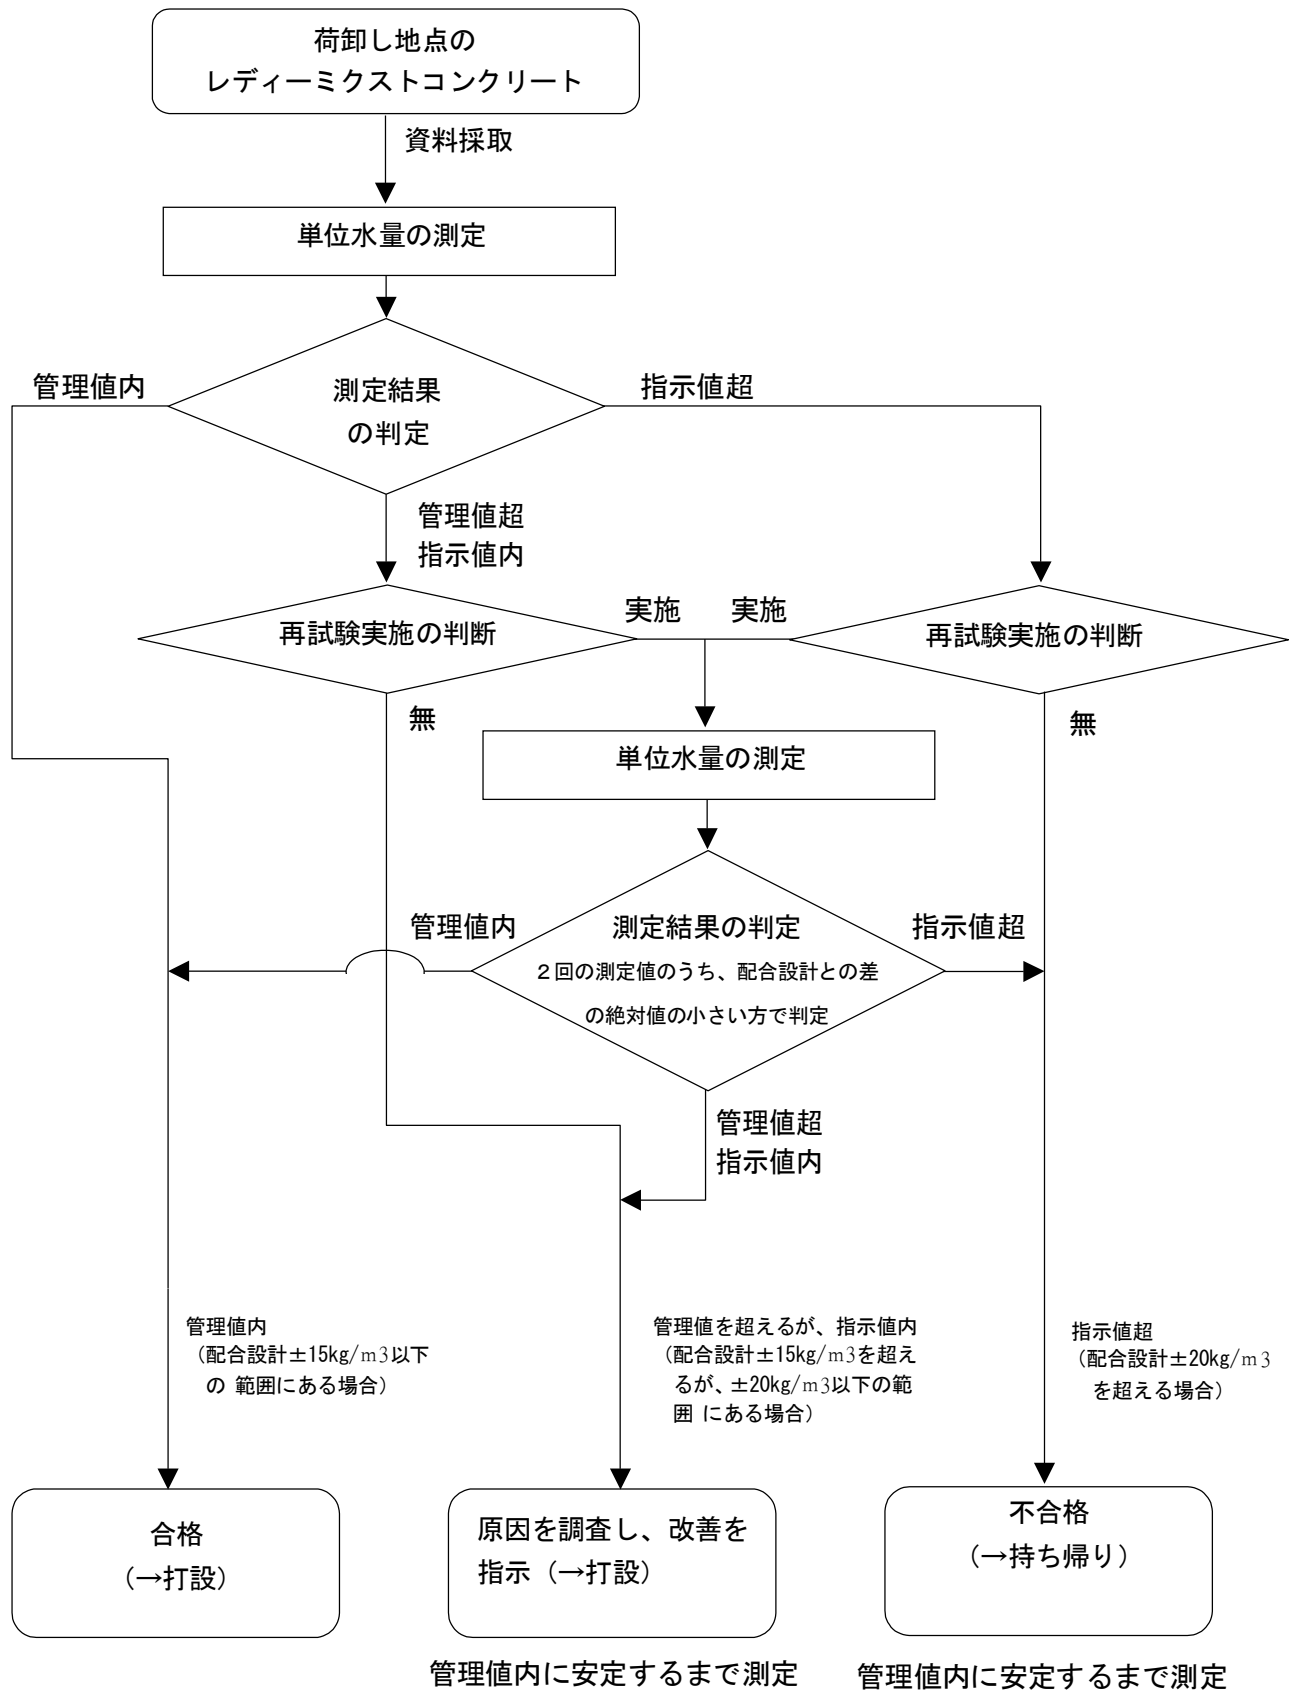 荷卸し地点の
レディーミクストコンクリート
資料採取
単位水量の測定
管理値内
測定結果
の判定
指示値超
管理値超
指示値内
再試験実施の判断
実施
実施
再試験実施の判断
無
無
単位水量の測定
管理値内
測定結果の判定
2回の測定値のうち、配合設計との差
の絶対値の小さい方で判定
指示値超
管理値超
指示値内
管理値内
（配合設計±15kg/m3以下
の 範囲にある場合）
管理値を超えるが、指示値内
（配合設計±15kg/m3を超え
るが、±20kg/m3以下の範
囲 にある場合）
指示値超
（配合設計±20kg/m3
を超える場合）
合格
（→打設）
原因を調査し、改善を
指示（→打設）
不合格
（→持ち帰り）
管理値内に安定するまで測定
管理値内に安定するまで測定